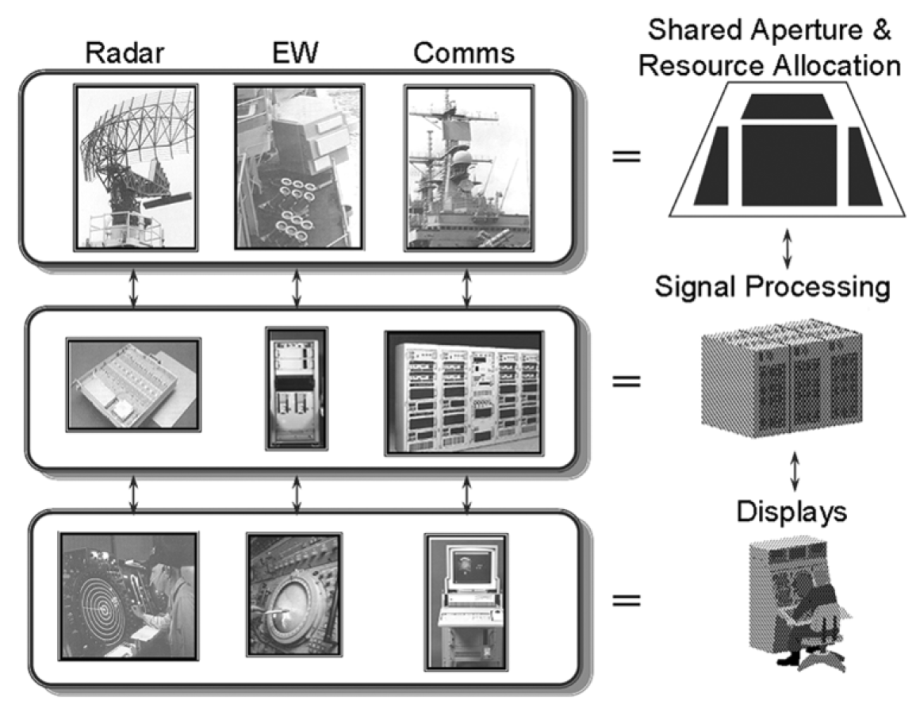 Radar
EW
Comms
Shared Aperture &
Resource Allocation
=
Signal Processing
=
Displays
=